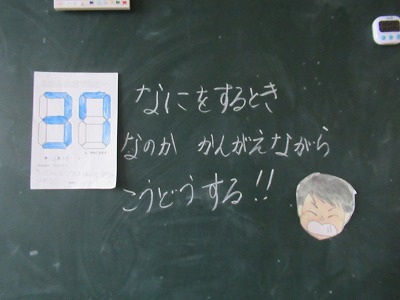 37
なにをするとき
なのか かんがえながら
こうどうする!!